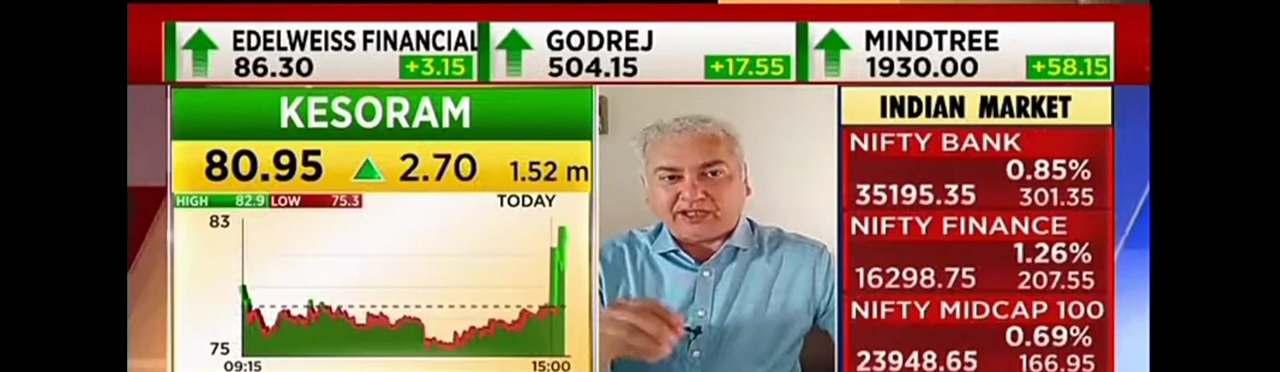 EDELWEISS FINANCIAL
86.30 +3.15
GODREJ
504.15 +17.55
MINDTREE
1930.00 +58.15
KESORAM
80.95 2.70 1.52 m
HIGH 82.9 LOW 75.3
TODAY
83
75
09:15 15:00
INDIAN MARKET
NIFTY BANK
0.85%
35195.35 301.35
NIFTY FINANCE
1.26%
16298.75 207.55
NIFTY MIDCAP 100
0.69%
23948.65 166.95